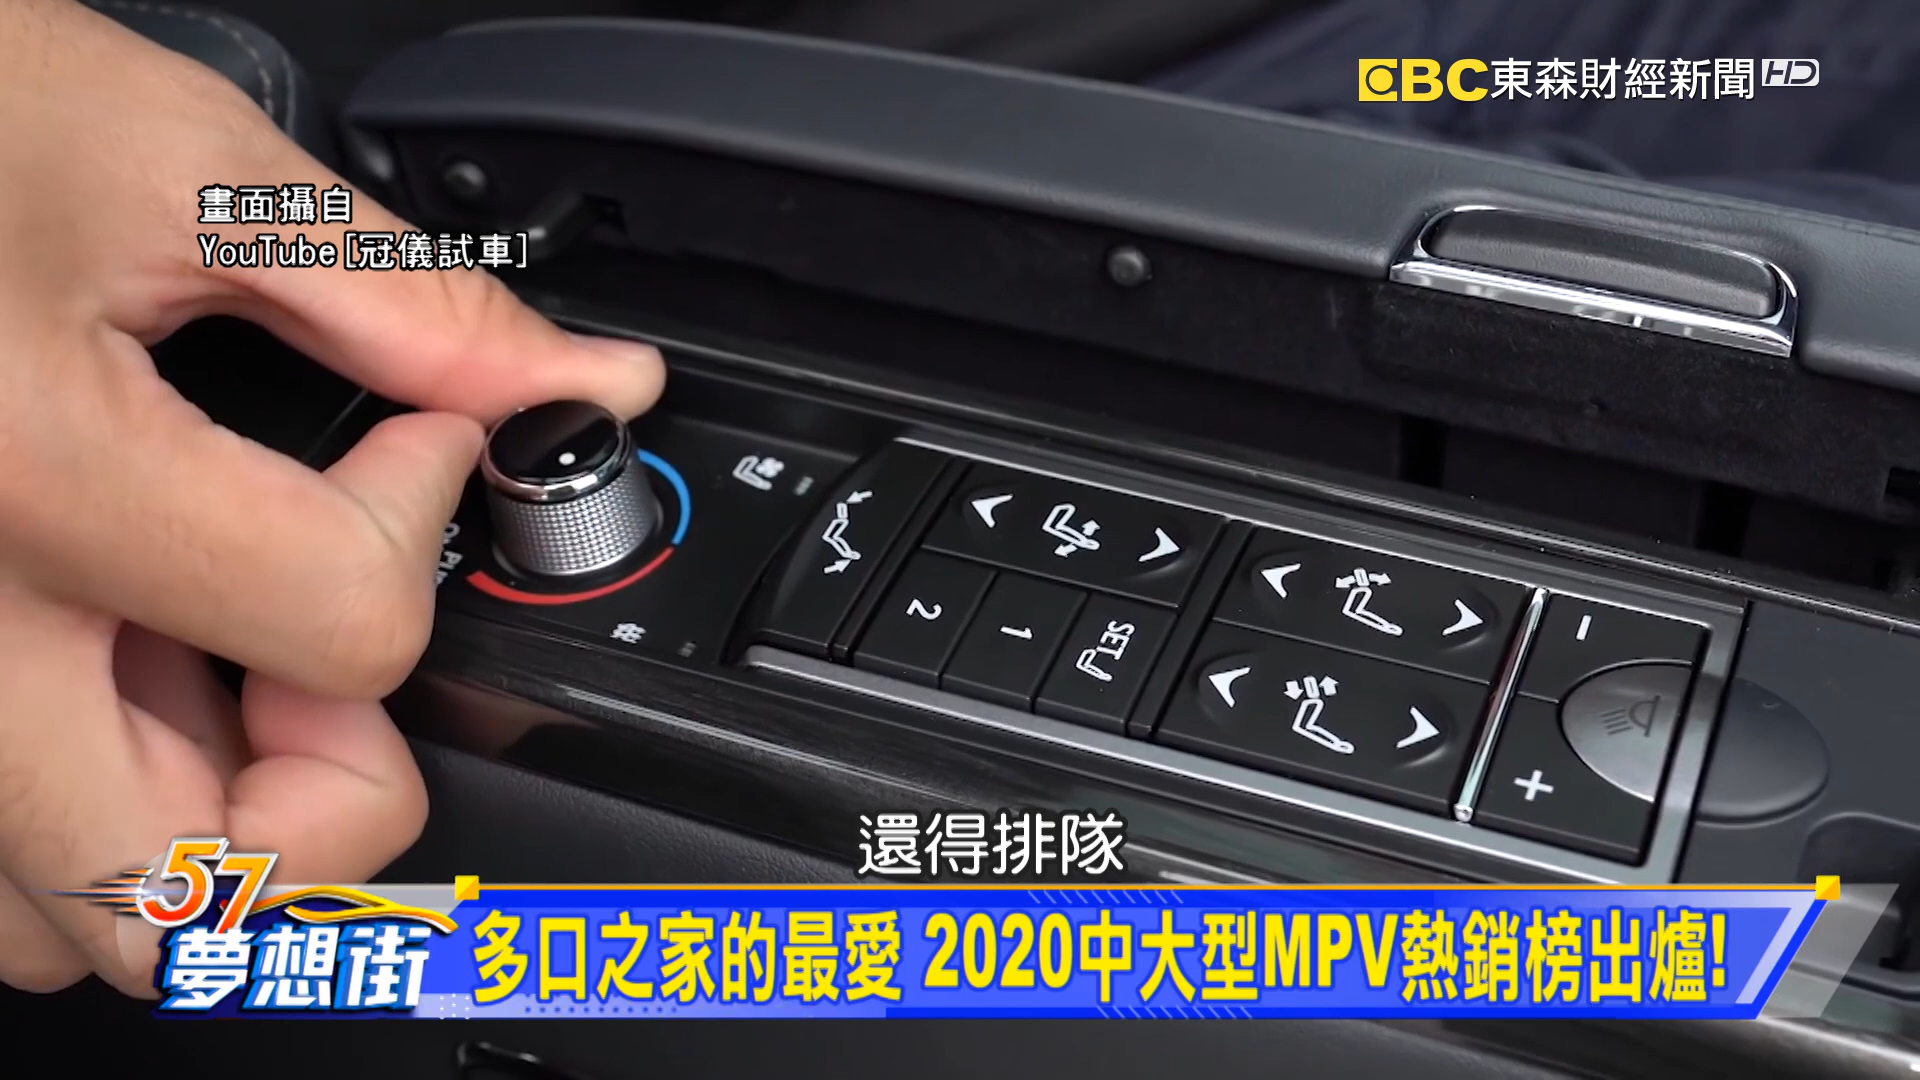 EBC東森財經新聞HD
畫面攝自
YouTube[冠儀試車]
2
1
SET
-
+
還得排隊
57
夢想街
多口之家的最愛 2020中大型MPV熱銷榜出爐!